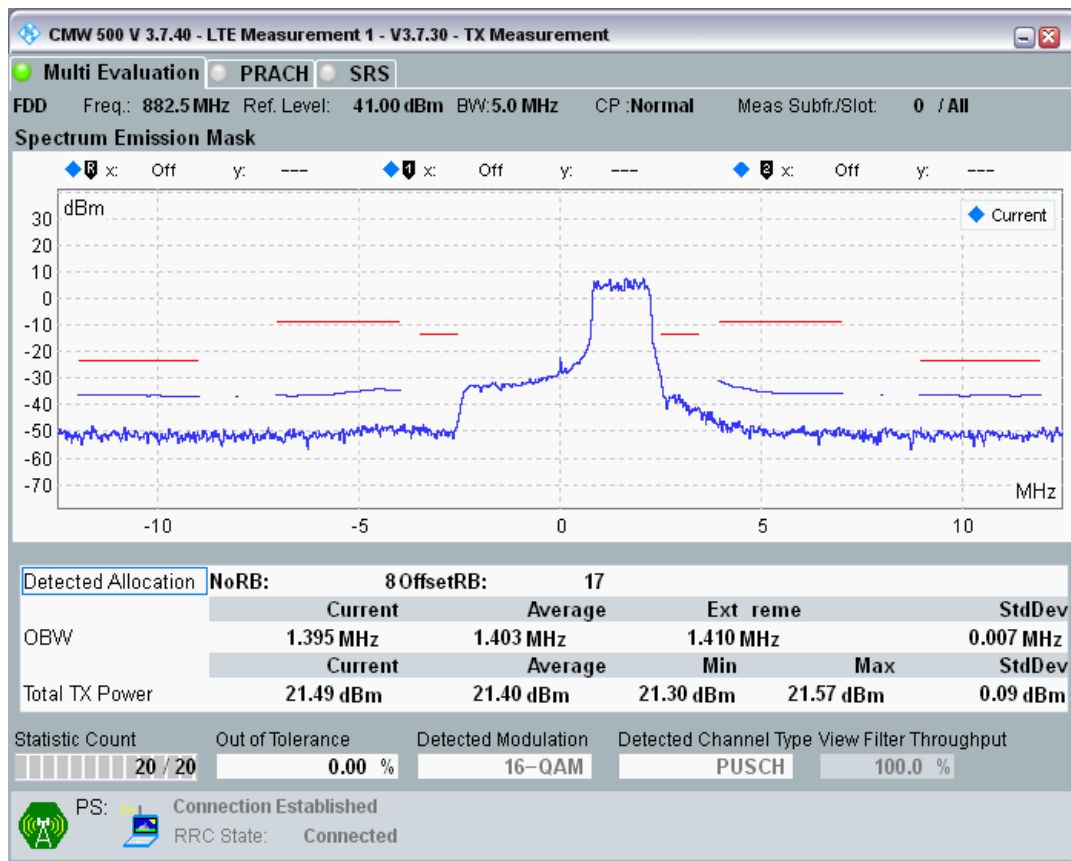 CMW 500 V 3.7.40 - LTE Measurement 1 - V3.7.30 - TX Measurement
Multi Evaluation PRACH SRS
FDD Freq.: 882.5 MHz Ref. Level: 41.00 dBm BW:5.0 MHz CP :Normal Meas Subfr./Slot: 0 / All
Spectrum Emission Mask
R x: Off y: --- 1 x: Off y: --- 2 x: Off y: ---
dBm
Current
30
20
10
0
-10
-20
-30
-40
-50
-60
-70
MHz
-10 -5 0 5 10
Detected Allocation NoRB: 8 OffsetRB: 17
Current Average Ext reme StdDev
OBW 1.395 MHz 1.403 MHz 1.410 MHz 0.007 MHz
Current Average Min Max StdDev
Total TX Power 21.49 dBm 21.40 dBm 21.30 dBm 21.57 dBm 0.09 dBm
Statistic Count Out of Tolerance Detected Modulation Detected Channel Type View Filter Throughput
20 / 20 0.00 % 16-QAM PUSCH 100.0 %
PS: Connection Established
RRC State: Connected